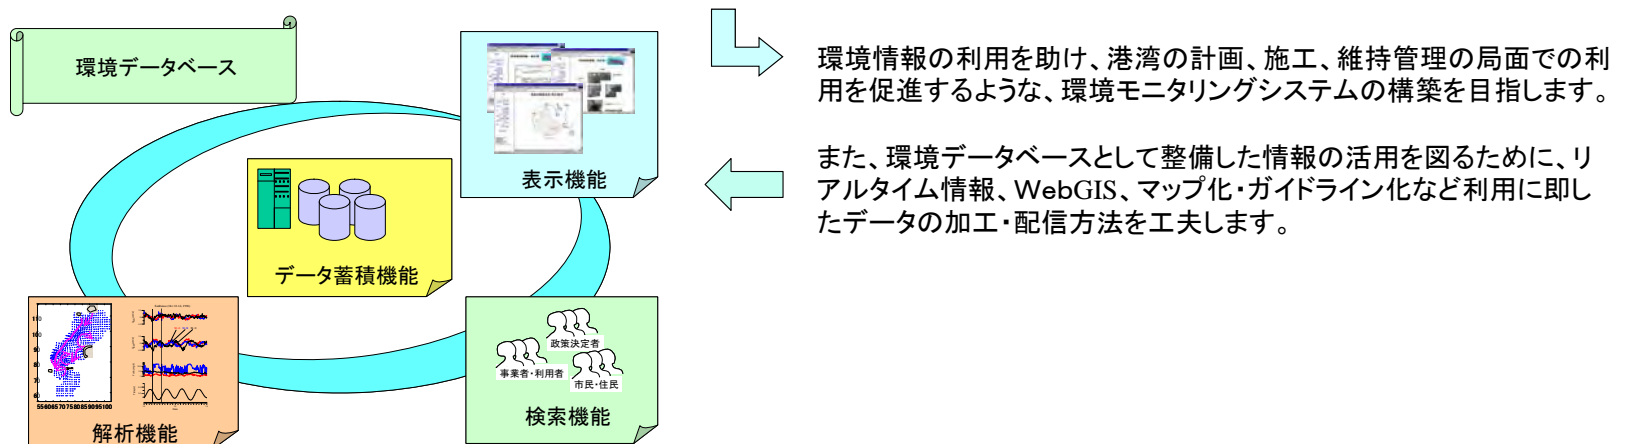 環境データベース
環境情報の利用を助け、港湾の計画、施工、維持管理の局面での利
用を促進するような、環境モニタリングシステムの構築を目指します。
また、環境データベースとして整備した情報の活用を図るために、リ
アルタイム情報、WebGIS、マップ化・ガイドライン化など利用に即し
たデータの加工・配信方法を工夫します。
表示機能
データ蓄積機能
110
100
90
80
70
60
556065707580859095100
解析機能
政策決定者
事業者・利用者
市民・住民
検索機能